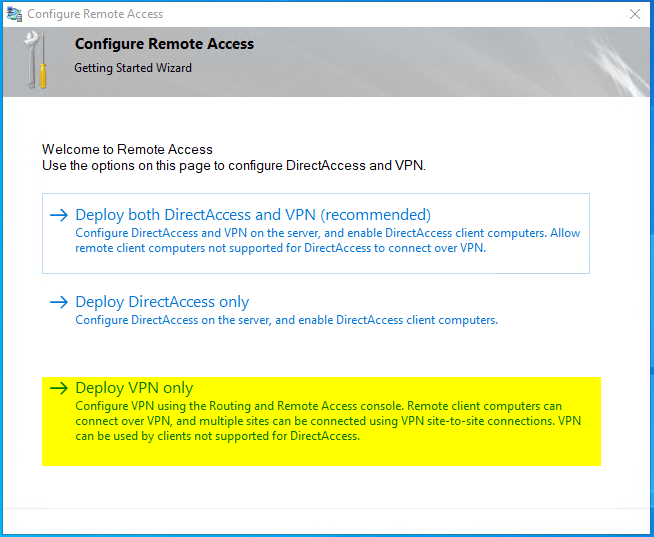 Configure Remote Access
Configure Remote Access
Getting Started Wizard
Welcome to Remote Access
Use the options on this page to configure DirectAccess and VPN.
Deploy both DirectAccess and VPN (recommended)
Configure DirectAccess and VPN on the server, and enable DirectAccess client computers. Allow
remote client computers not supported for DirectAccess to connect over VPN.
Deploy DirectAccess only
Configure DirectAccess on the server, and enable DirectAccess client computers.
Deploy VPN only
Configure VPN using the Routing and Remote Access console. Remote client computers can
connect over VPN, and multiple sites can be connected using VPN site-to-site connections. VPN
can be used by clients not supported for DirectAccess.